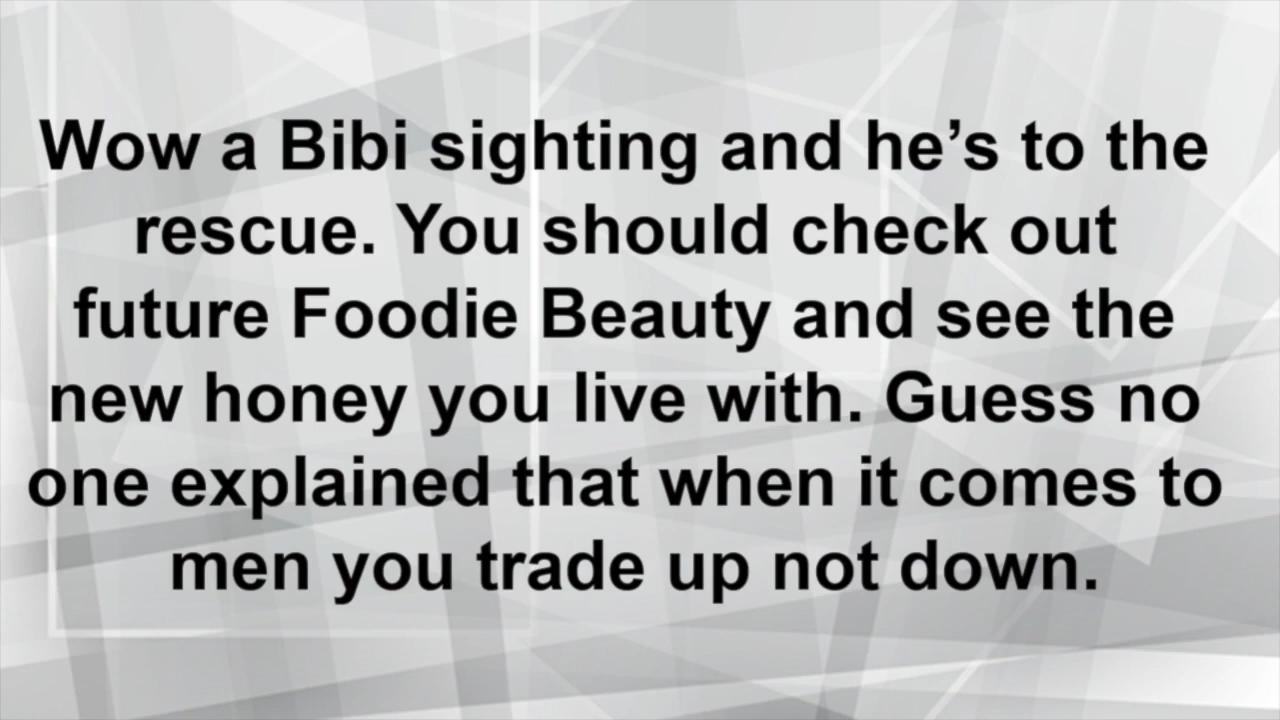 Wow a Bibi sighting and he’s to the
rescue. You should check out
future Foodie Beauty and see the
new honey you live with. Guess no
one explained that when it comes to
men you trade up not down.